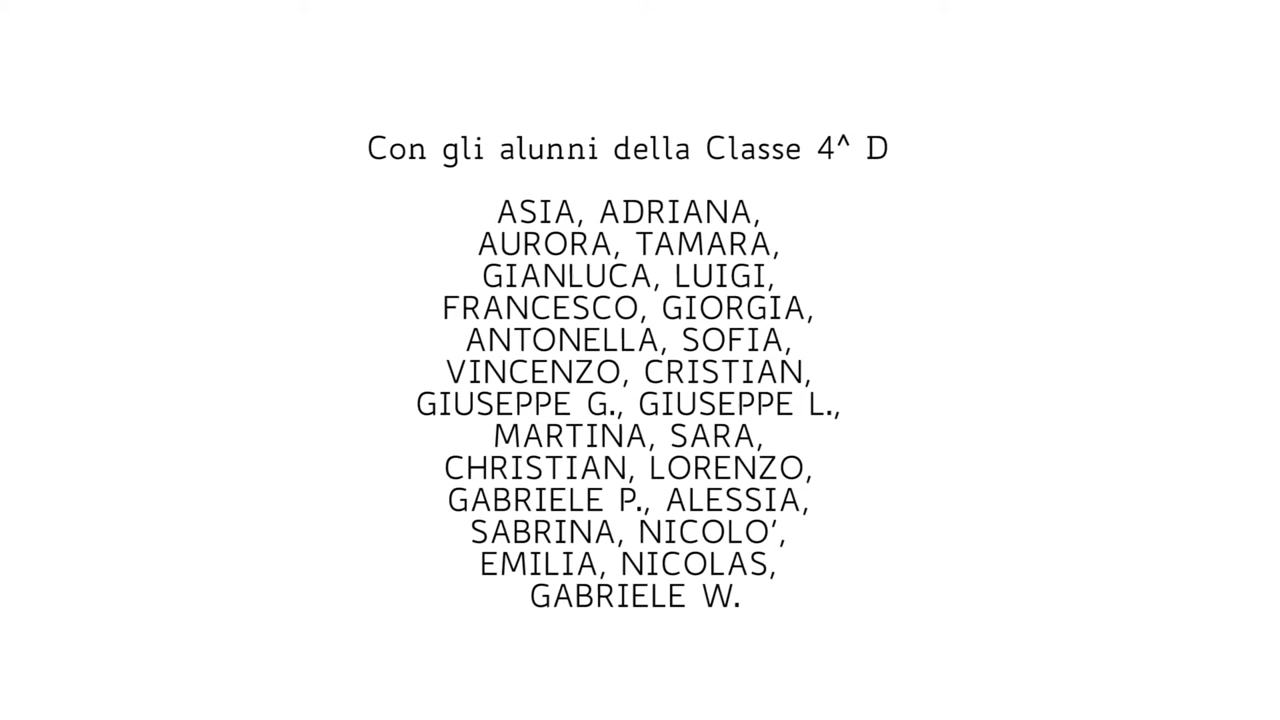 Con gli alunni della Classe 4^ D
ASIA, ADRIANA,
AURORA, TAMARA,
GIANLUCA, LUIGI,
FRANCESCO, GIORGIA,
ANTONELLA, SOFIA,
VINCENZO, CRISTIAN,
GIUSEPPE G., GIUSEPPE L.,
MARTINA, SARA,
CHRISTIAN, LORENZO,
GABRIELE P., ALESSIA,
SABRINA, NICOLO’,
EMILIA, NICOLAS,
GABRIELE W.